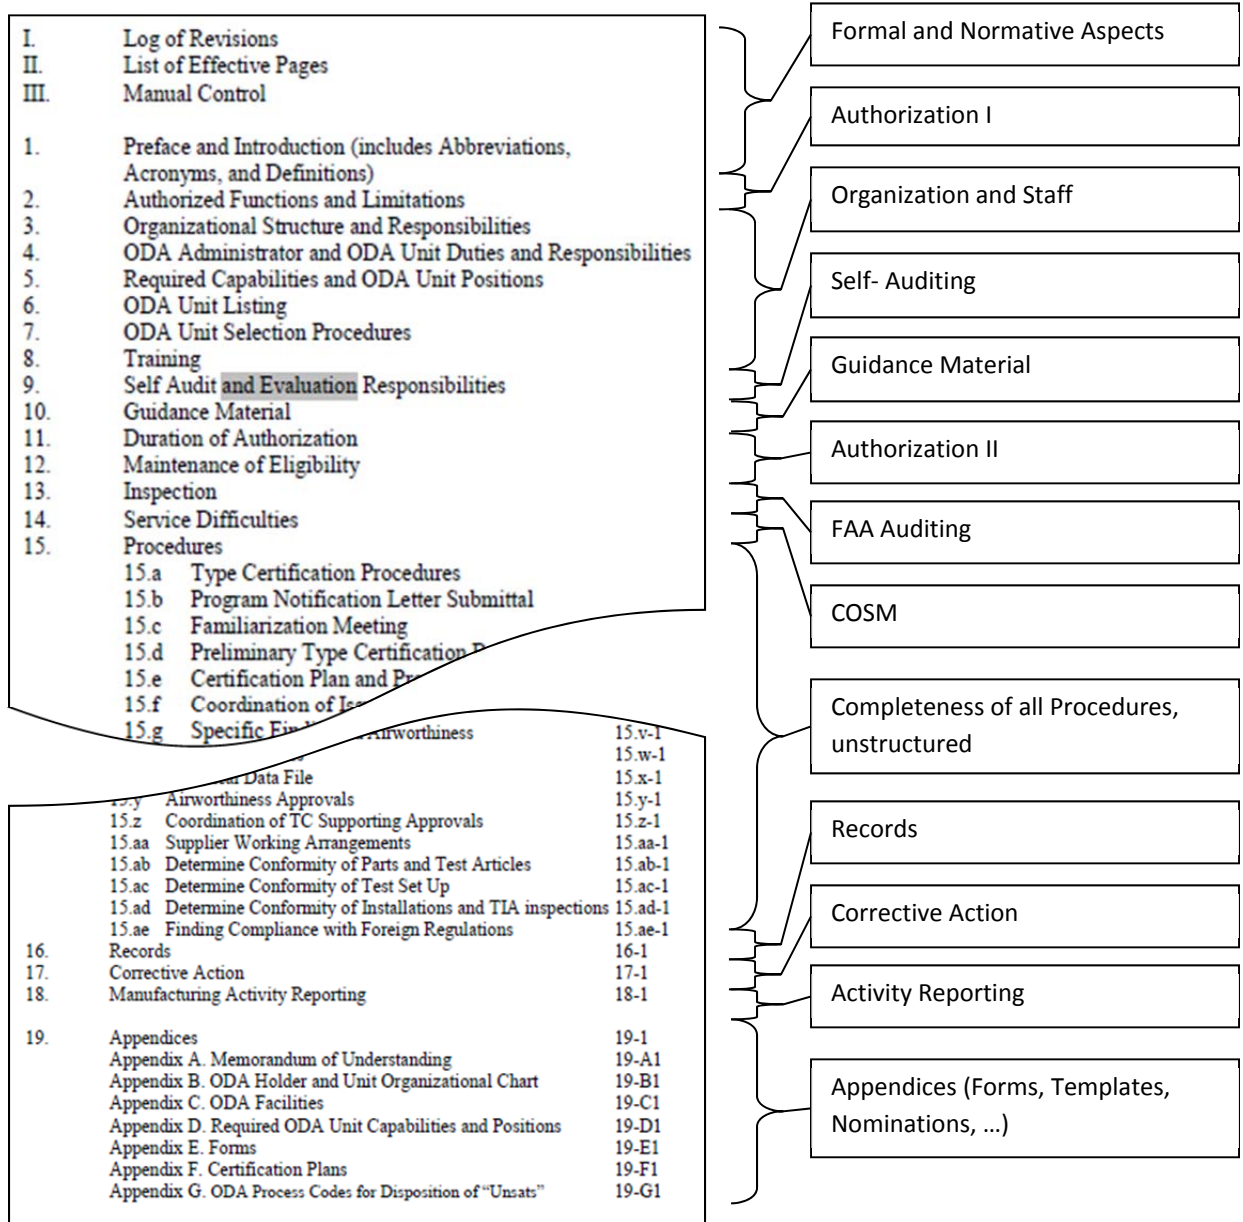 I. Log of Revisions
II. List of Effective Pages
III. Manual Control
1. Preface and Introduction (includes Abbreviations,
Acronyms, and Definitions)
2. Authorized Functions and Limitations
3. Organizational Structure and Responsibilities
4. ODA Administrator and ODA Unit Duties and Responsibilities
5. Required Capabilities and ODA Unit Positions
6. ODA Unit Listing
7. ODA Unit Selection Procedures
8. Training
9. Self Audit and Evaluation Responsibilities
10. Guidance Material
11. Duration of Authorization
12. Maintenance of Eligibility
13. Inspection
14. Service Difficulties
15. Procedures
15.a Type Certification Procedures
15.b Program Notification Letter Submittal
15.c Familiarization Meeting
15.d Preliminary Type Certification
15.e Certification Plan and
15.f Coordination of
15.g Specific
Airworthiness 15.v-1
15.w-1
Data File 15.x-1
15.y Airworthiness Approvals 15.y-1
15.z Coordination of TC Supporting Approvals 15.z-1
15.aa Supplier Working Arrangements 15.aa-1
15.ab Determine Conformity of Parts and Test Articles 15.ab-1
15.ac Determine Conformity of Test Set Up 15.ac-1
15.ad Determine Conformity of Installations and TIA inspections 15.ad-1
15.ae Finding Compliance with Foreign Regulations 15.ae-1
16. Records 16-1
17. Corrective Action 17-1
18. Manufacturing Activity Reporting 18-1
19. Appendices 19-1
Appendix A. Memorandum of Understanding 19-A1
Appendix B. ODA Holder and Unit Organizational Chart 19-B1
Appendix C. ODA Facilities 19-C1
Appendix D. Required ODA Unit Capabilities and Positions 19-D1
Appendix E. Forms 19-E1
Appendix F. Certification Plans 19-F1
Appendix G. ODA Process Codes for Disposition of “Unsats” 19-G1
Formal and Normative Aspects
Authorization I
Organization and Staff
Self- Auditing
Guidance Material
Authorization II
FAA Auditing
COSM
Completeness of all Procedures,
unstructured
Records
Corrective Action
Activity Reporting
Appendices (Forms, Templates,
Nominations, …)